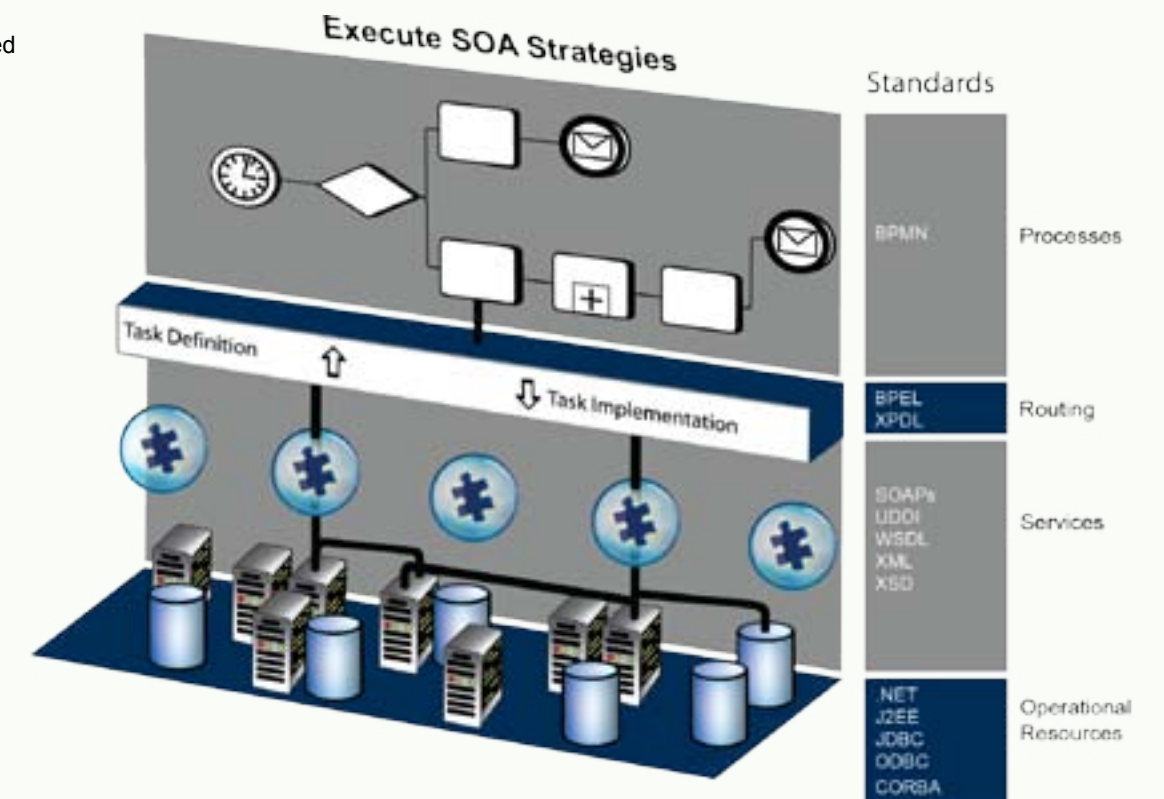 ed
Execute SOA Strategies
Standards
BPMN
Processes
Task Definition
Task Implementation
BPEL
XPDL
Routing
SOAPs
UDDI
WSDL
XML
XSD
Services
.NET
J2EE
JDBC
ODBC
CORBA
Operational
Resources